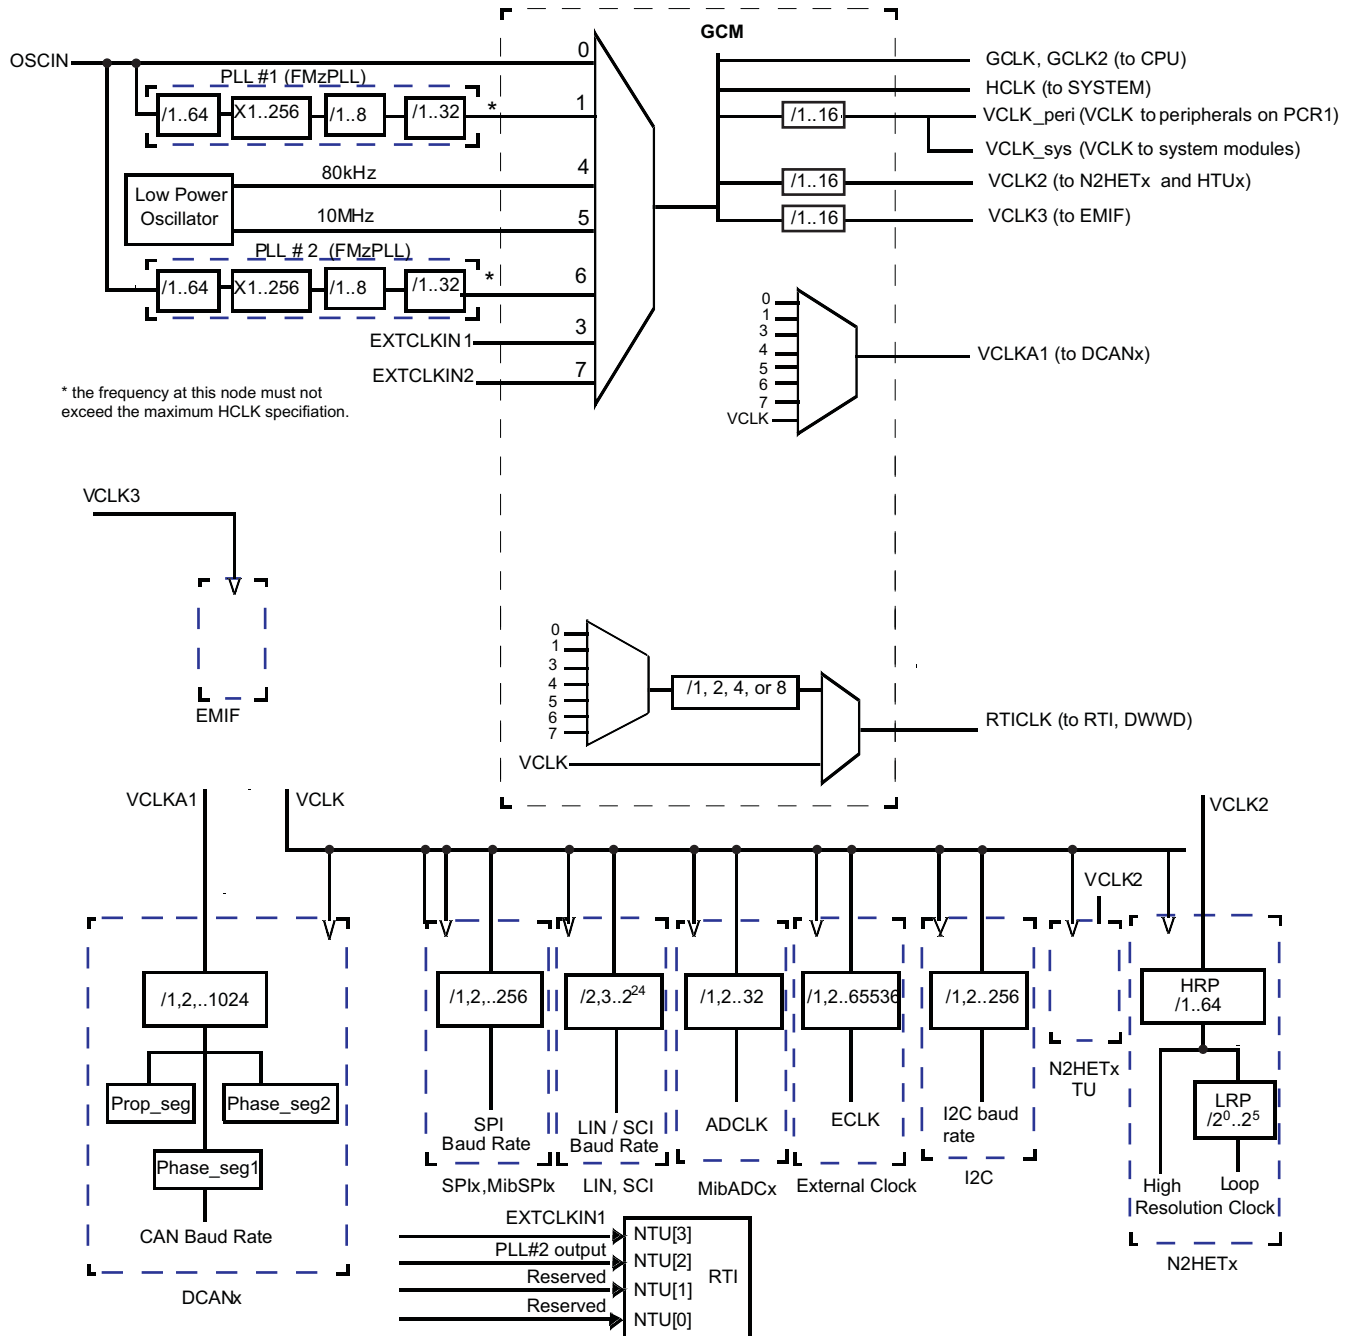 GCM
OSCIN
0
PLL #1 (FMzPLL)
/1..64
X1..256
/1..8
/1..32
*
1
80kHz
4
Low Power
Oscillator
10MHz
5
PLL # 2 (FMzPLL)
/1..64
X1..256
/1..8
/1..32
*
6
EXTCLKIN1
3
EXTCLKIN2
7
* the frequency at this node must not
exceed the maximum HCLK specifiation.
GCLK, GCLK2 (to CPU)
HCLK (to SYSTEM)
/1..16
VCLK_peri (VCLK to peripherals on PCR1)
VCLK_sys (VCLK to system modules)
/1..16
VCLK2 (to N2HETx and HTUx)
/1..16
VCLK3 (to EMIF)
0
1
3
4
5
6
7
VCLK
VCLKA1 (to DCANx)
VCLK3
EMIF
0
1
3
4
5
6
7
/1, 2, 4, or 8
VCLK
RTICLK (to RTI, DWWD)
VCLKA1
VCLK
VCLK2
VCLK2
/1,2,..1024
Prop_seg
Phase_seg2
Phase_seg1
CAN Baud Rate
DCANx
/1,2,..256
SPI
Baud Rate
SPIx,MibSPIx
/2,3..2²⁴
LIN / SCI
Baud Rate
LIN, SCI
/1,2..32
ADCLK
MibADCx
/1,2..65536
ECLK
External Clock
/1,2..256
I2C baud
rate
I2C
N2HETx
TU
HRP
/1..64
LRP
/2⁰..2⁵
High
Loop
Resolution Clock
N2HETx
EXTCLKIN1
NTU[3]
PLL#2 output
NTU[2]
RTI
Reserved
NTU[1]
Reserved
NTU[0]